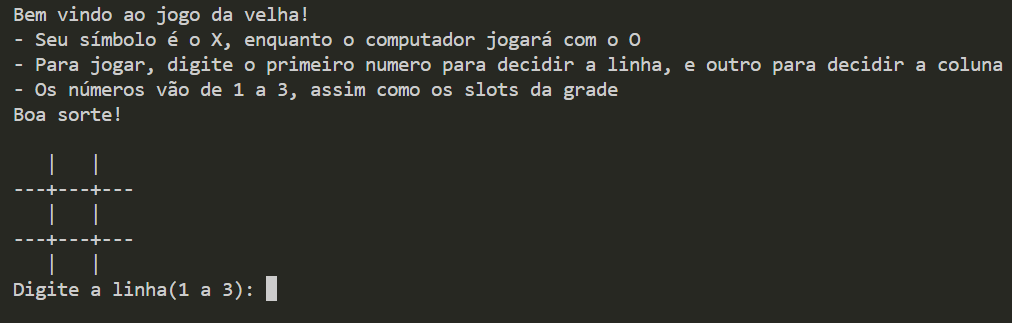 Bem vindo ao jogo da velha!
- Seu símbolo é o X, enquanto o computador jogará com o O
- Para jogar, digite o primeiro numero para decidir a linha, e outro para decidir a coluna
- Os números vão de 1 a 3, assim como os slots da grade
Boa sorte!

   |   |
---+---+---
   |   |
---+---+---
   |   |
Digite a linha(1 a 3):